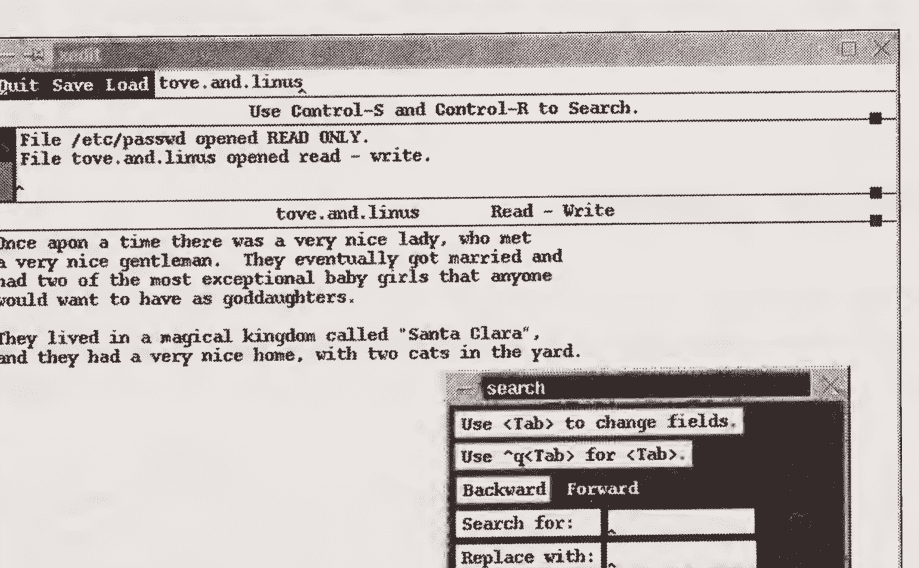 xedit
Quit Save Load tove.and.linus
Use Control-S and Control-R to Search.
File /etc/passwd opened READ ONLY.
File tove.and.linus opened read - write.
tove.and.linus Read - Write
Once apon a time there was a very nice lady, who met
a very nice gentleman. They eventually got married and
had two of the most exceptional baby girls that anyone
would want to have as goddaughters.
They lived in a magical kingdom called "Santa Clara",
and they had a very nice home, with two cats in the yard.
search
Use <Tab> to change fields.
Use ^q<Tab> for <Tab>.
Backward Forward
Search for:
Replace with: